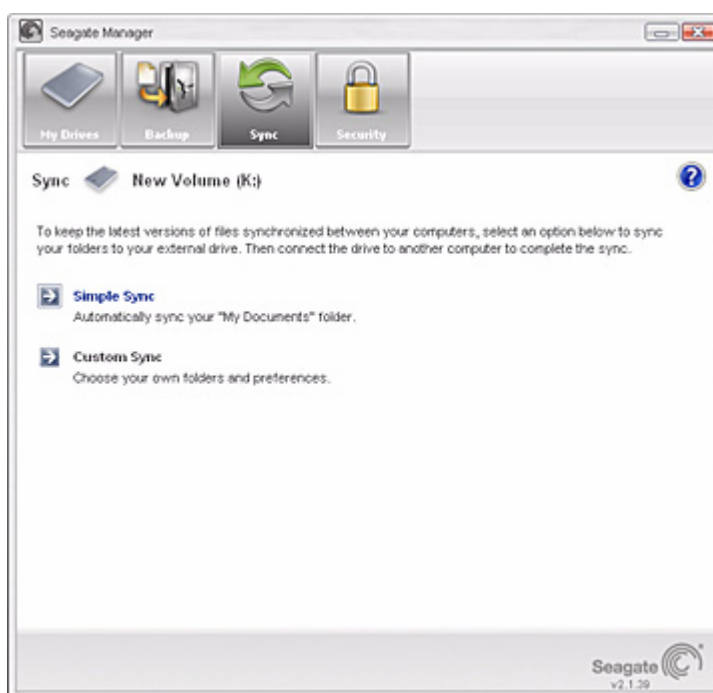 Seagate Manager
My Drives Backup Sync Security
Sync New Volume (K:)
To keep the latest versions of files synchronized between your computers, select an option below to sync
your folders to your external drive. Then connect the drive to another computer to complete the sync.
Simple Sync
Automatically sync your "My Documents" folder.
Custom Sync
Choose your own folders and preferences.
Seagate
v2.1.39